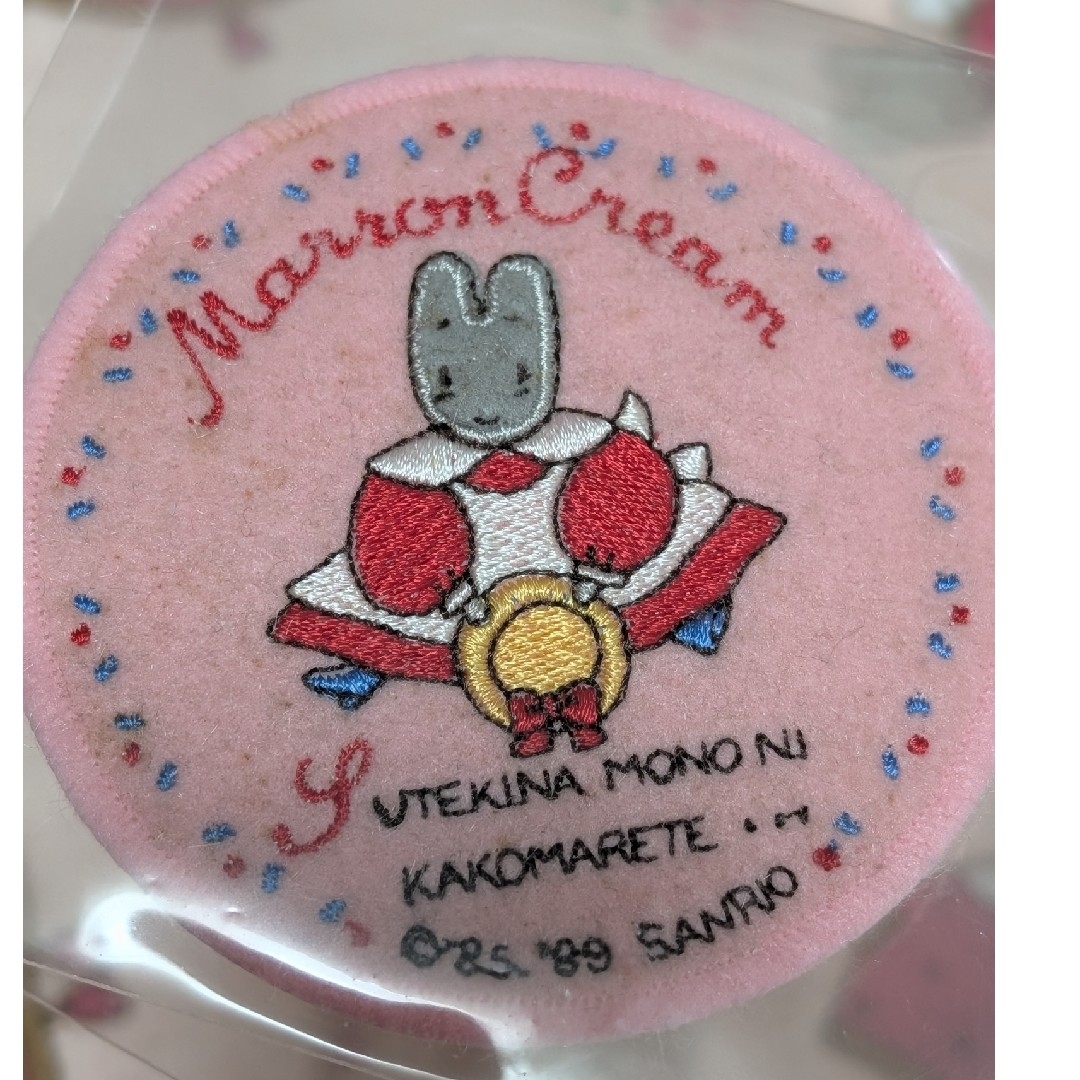 Marron Cream
SUTEKINA MONO NI
KAKOMARETE ...
© '85. '89 SANRIO